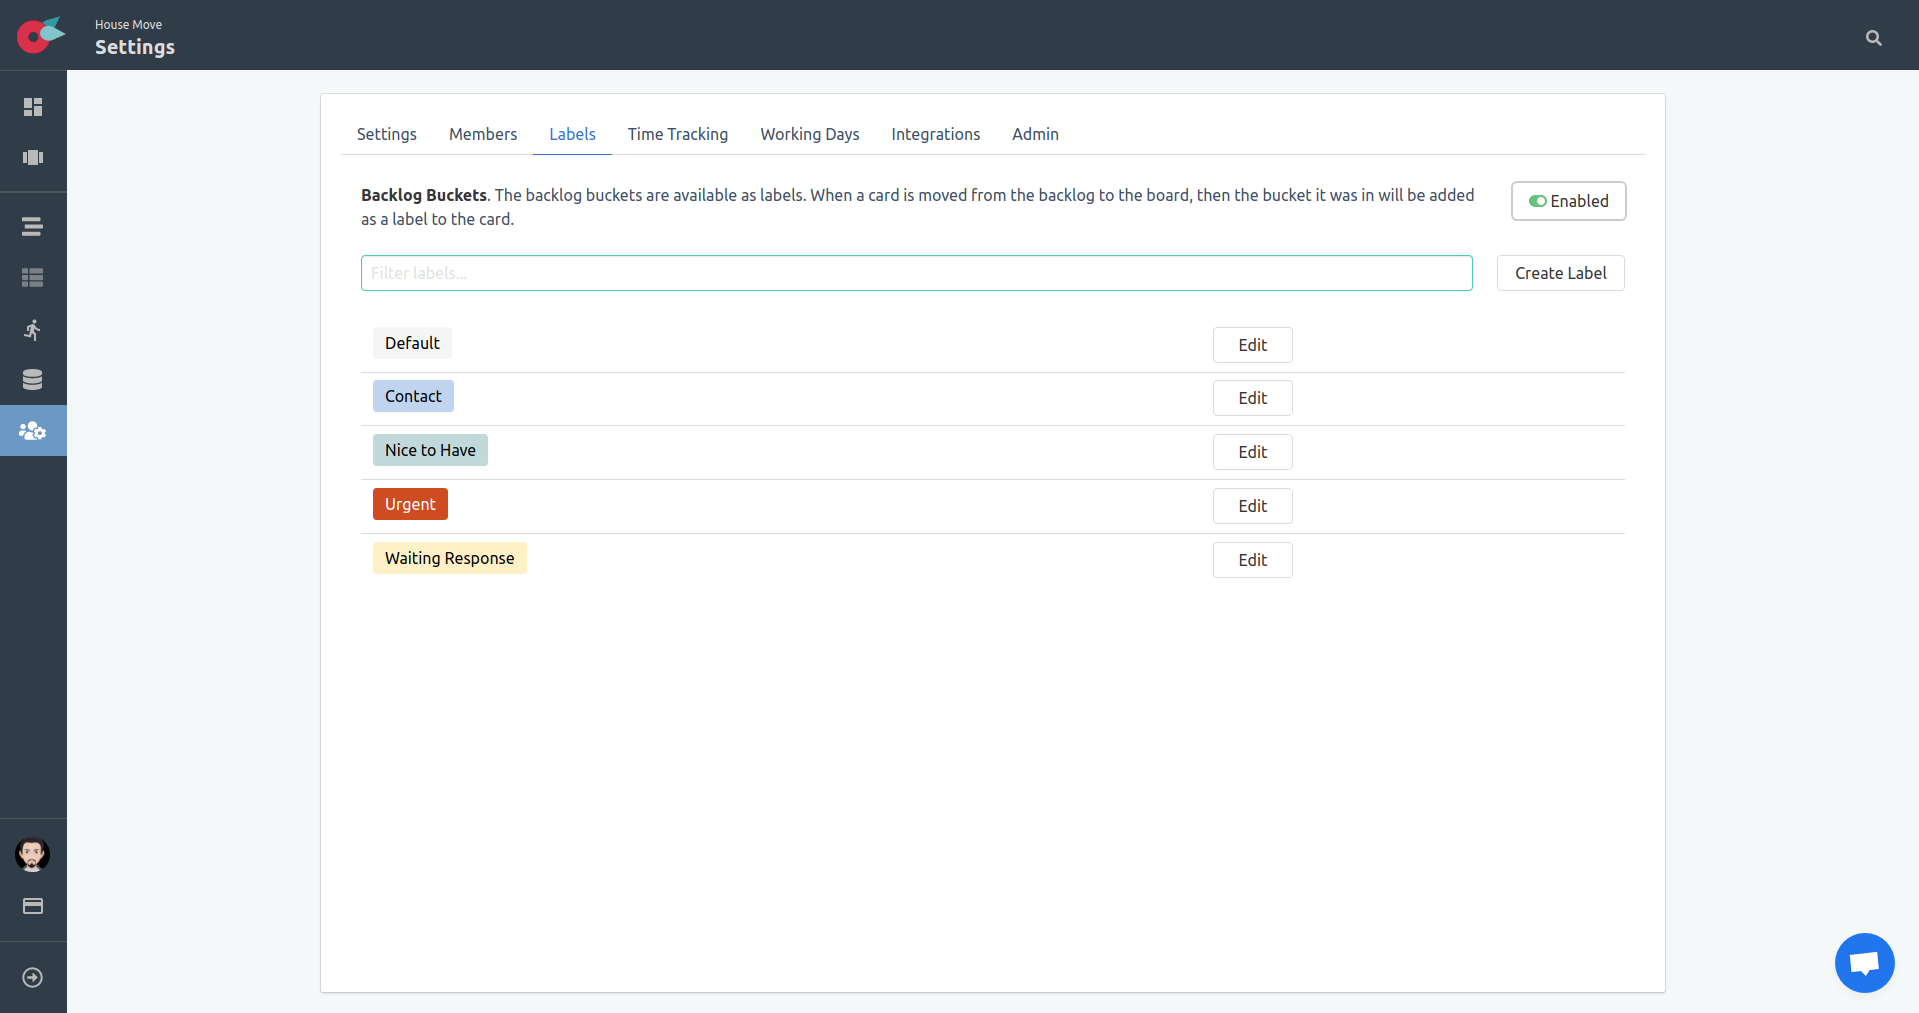 House Move
Settings
Settings
Members
Labels
Time Tracking
Working Days
Integrations
Admin
Backlog Buckets. The backlog buckets are available as labels. When a card is moved from the backlog to the board, then the bucket it was in will be added
as a label to the card.
Enabled
Filter labels...
Create Label
Default
Edit
Contact
Edit
Nice to Have
Edit
Urgent
Edit
Waiting Response
Edit